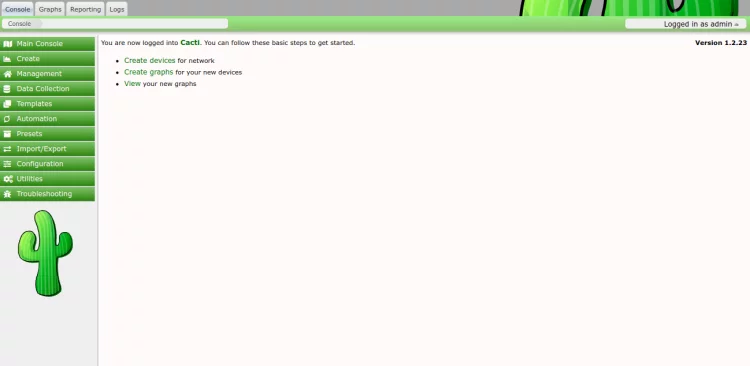 Console Graphs Reporting Logs
Console Logged in as admin
Main Console
Create
Management
Data Collection
Templates
Automation
Presets
Import/Export
Configuration
Utilities
Troubleshooting
You are now logged into Cacti. You can follow these basic steps to get started. Version 1.2.23
Create devices for network
Create graphs for your new devices
View your new graphs